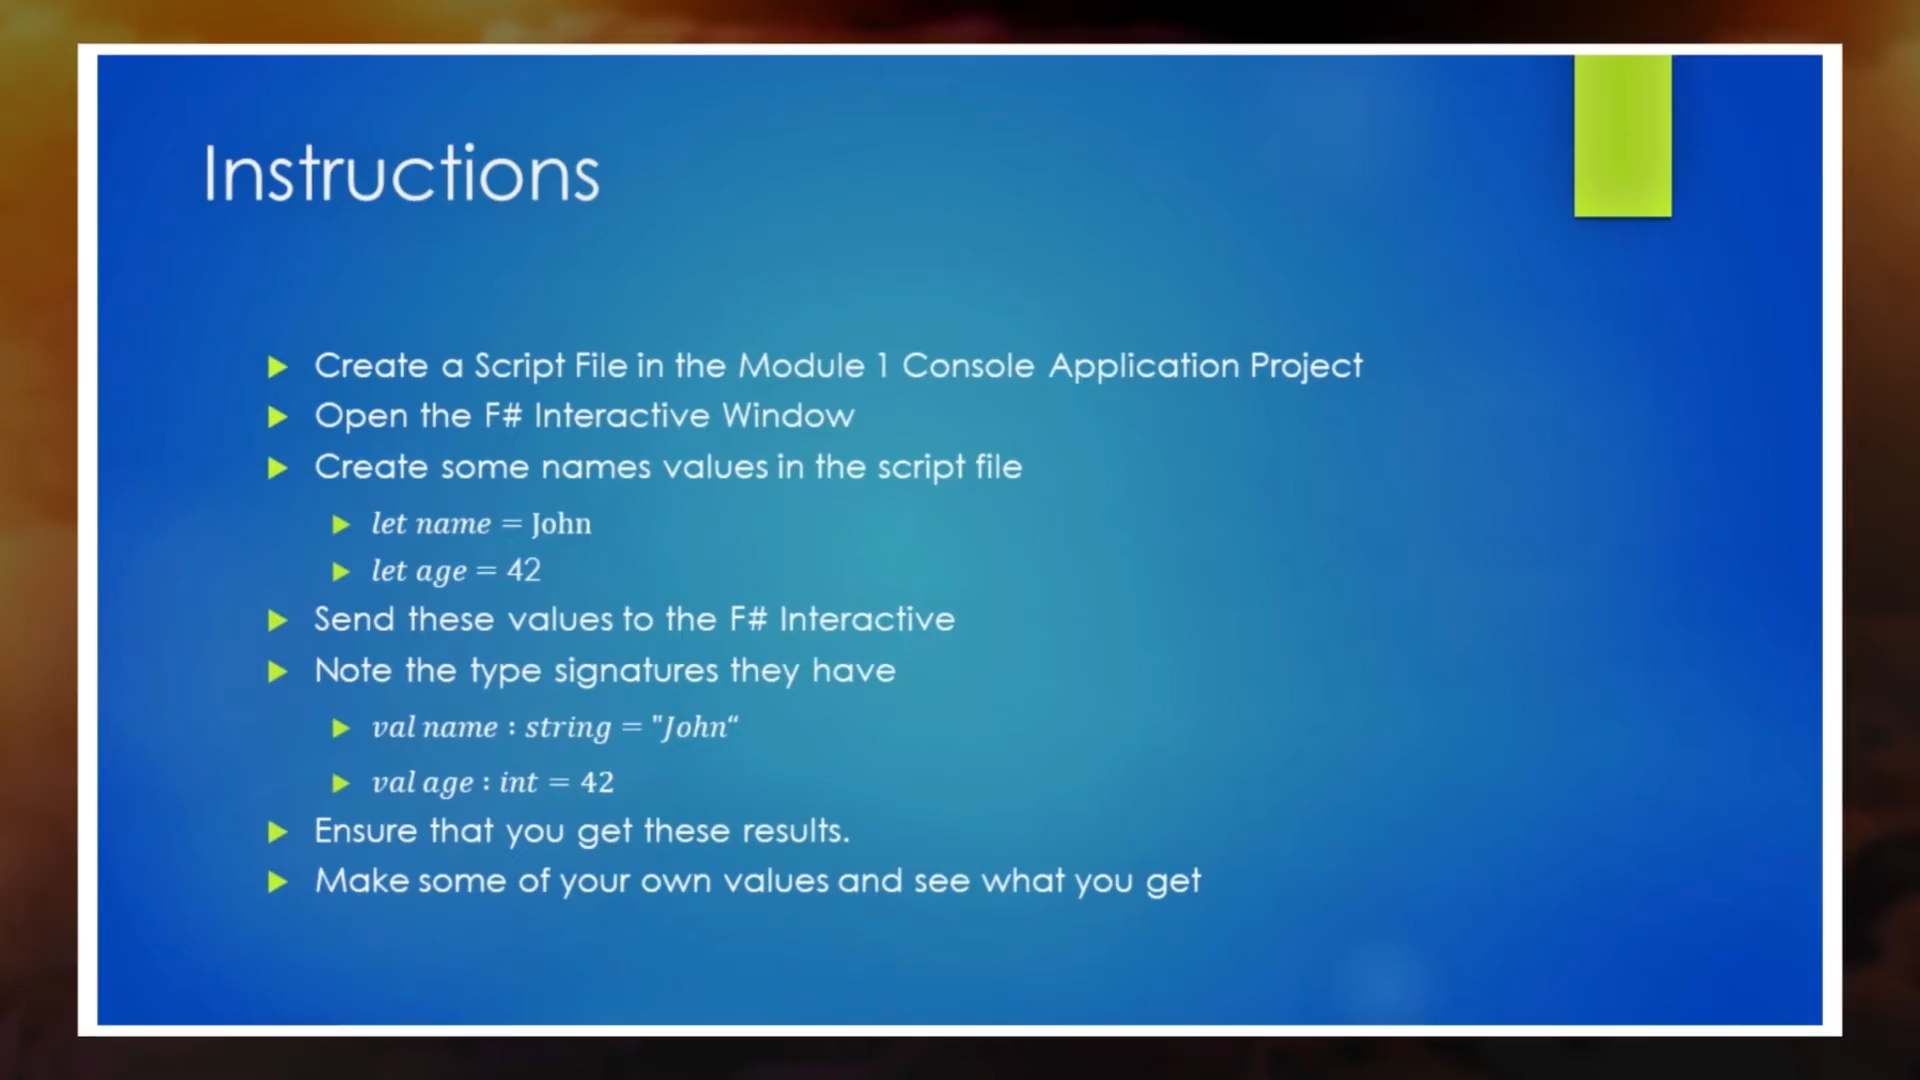 Instructions
Create a Script File in the Module 1 Console Application Project
Open the F# Interactive Window
Create some names values in the script file
let name = John
let age = 42
Send these values to the F# Interactive
Note the type signatures they have
val name : string = "John“
val age : int = 42
Ensure that you get these results.
Make some of your own values and see what you get